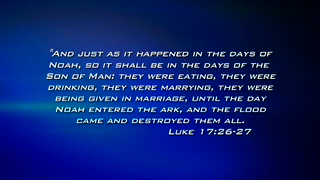 "And just as it happened in the days of
Noah, so it shall be in the days of the
Son of Man: they were eating, they were
drinking, they were marrying, they were
being given in marriage, until the day
Noah entered the ark, and the flood
came and destroyed them all.
Luke 17:26-27